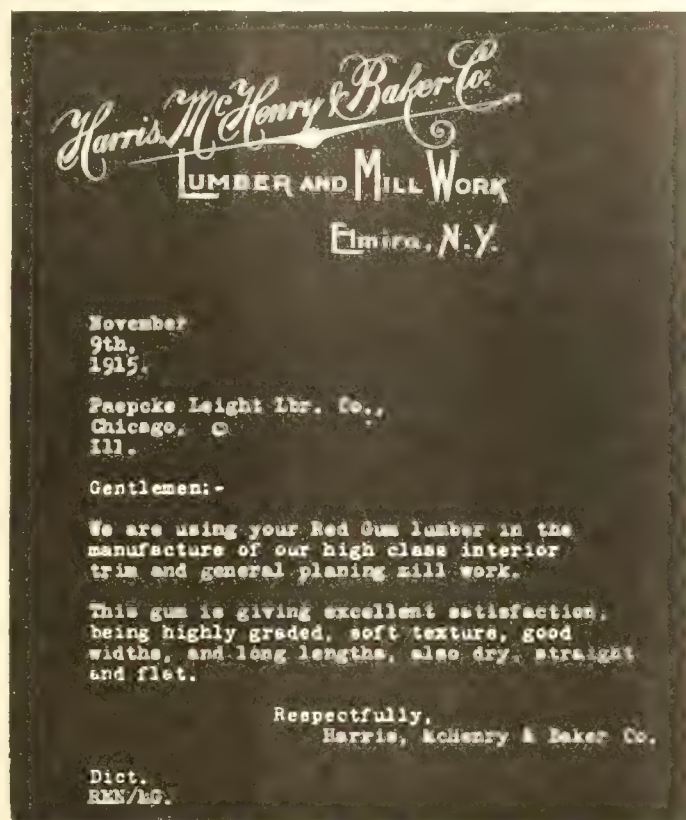 Harris, McHenry & Baker Co.
LUMBER AND MILL WORK
Elmira, N.Y.
November
9th,
1915.
Paepcke Leight Lbr. Co.,
Chicago,
Ill.
Gentlemen:-
We are using your Red Gum lumber in the
manufacture of our high class interior
trim and general planing mill work.
This gum is giving excellent satisfaction,
being highly graded, soft texture, good
widths, and long lengths, also dry, straight
and flat.
Respectfully,
Harris, McHenry & Baker Co.
Dict.